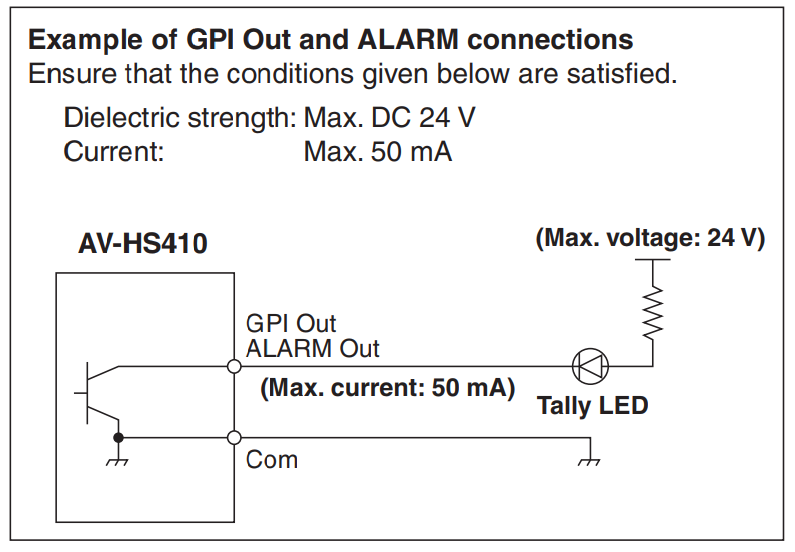 Example of GPI Out and ALARM connections
Ensure that the conditions given below are satisfied.
Dielectric strength: Max. DC 24 V
Current: Max. 50 mA
AV-HS410
(Max. voltage: 24 V)
GPI Out
ALARM Out
(Max. current: 50 mA)
Tally LED
Com